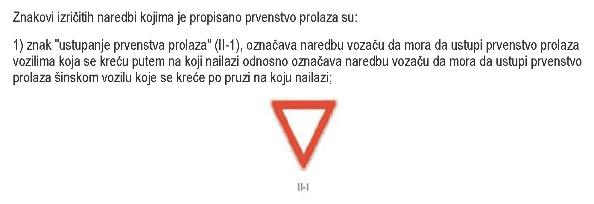 Znakovi izričitih naredbi kojima je propisano prvenstvo prolaza su:
1) znak "ustupanje prvenstva prolaza" (II-1), označava naredbu vozaču da mora da ustupi prvenstvo prolaza
vozilima koja se kreću putem na koji nailazi odnosno označava naredbu vozaču da mora da ustupi prvenstvo
prolaza šinskom vozilu koje se kreće po pruzi na koju nailazi;
II-I